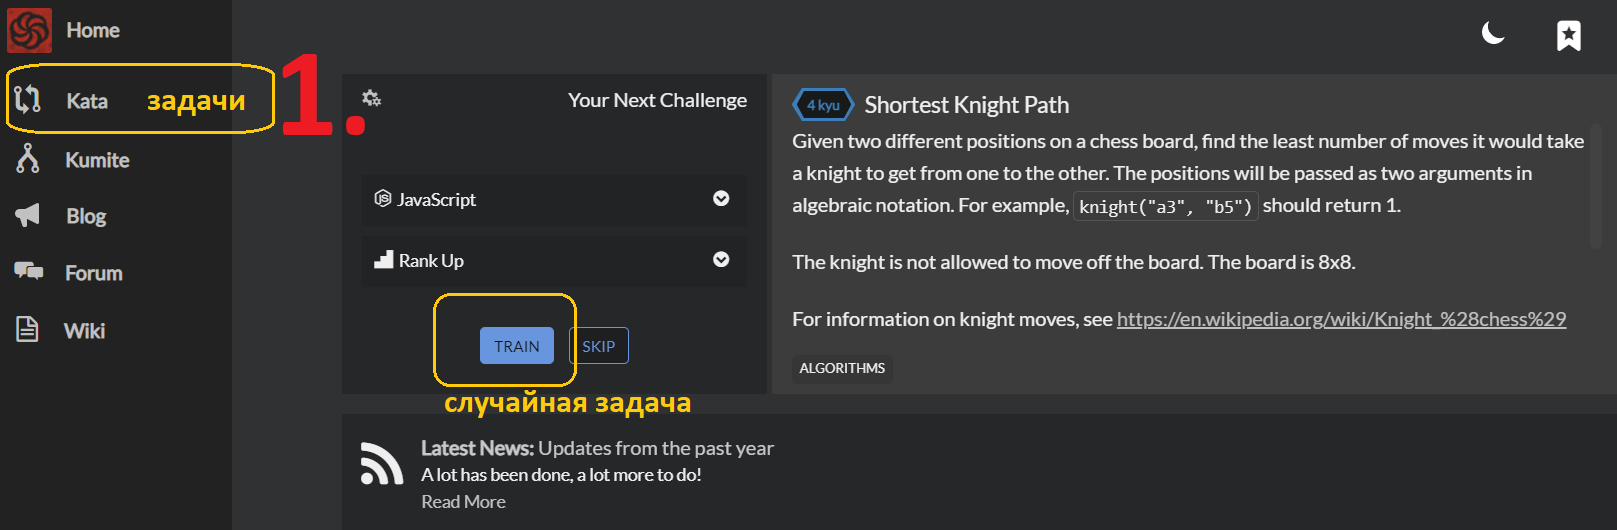 Home
Kata
задачи
1.
Kumite
Blog
Forum
Wiki
Your Next Challenge
JS JavaScript
Rank Up
TRAIN
SKIP
случайная задача
4 kyu
Shortest Knight Path
Given two different positions on a chess board, find the least number of moves it would take
a knight to get from one to the other. The positions will be passed as two arguments in
algebraic notation. For example, knight("a3", "b5") should return 1.
The knight is not allowed to move off the board. The board is 8x8.
For information on knight moves, see https://en.wikipedia.org/wiki/Knight_%28chess%29
ALGORITHMS
Latest News: Updates from the past year
A lot has been done, a lot more to do!
Read More